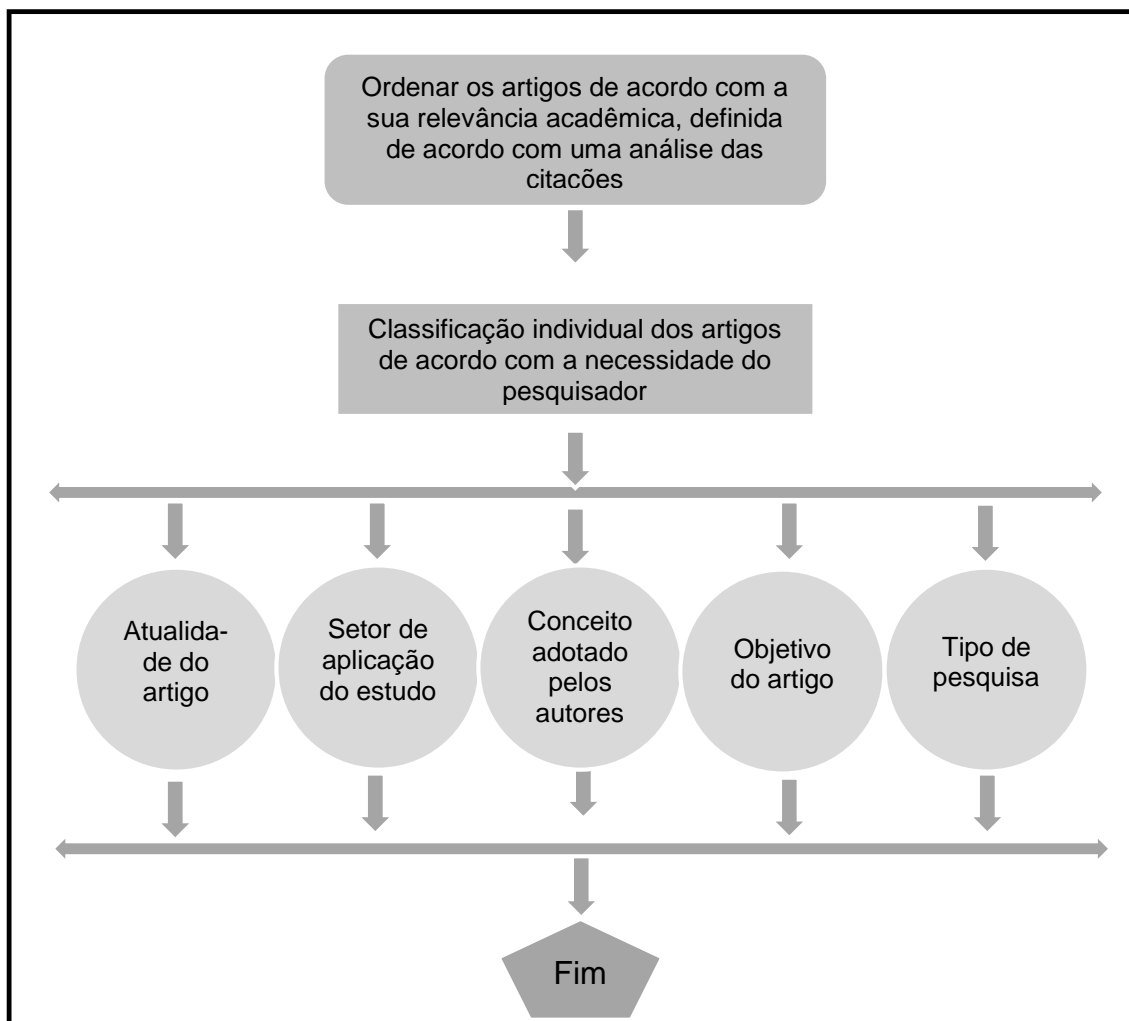 Ordenar os artigos de acordo com a
sua relevância acadêmica, definida
de acordo com uma análise das
citacões
Classificação individual dos artigos
de acordo com a necessidade do
pesquisador
Atualida-
de do
artigo
Setor de
aplicação
do estudo
Conceito
adotado
pelos
autores
Objetivo
do artigo
Tipo de
pesquisa
Fim